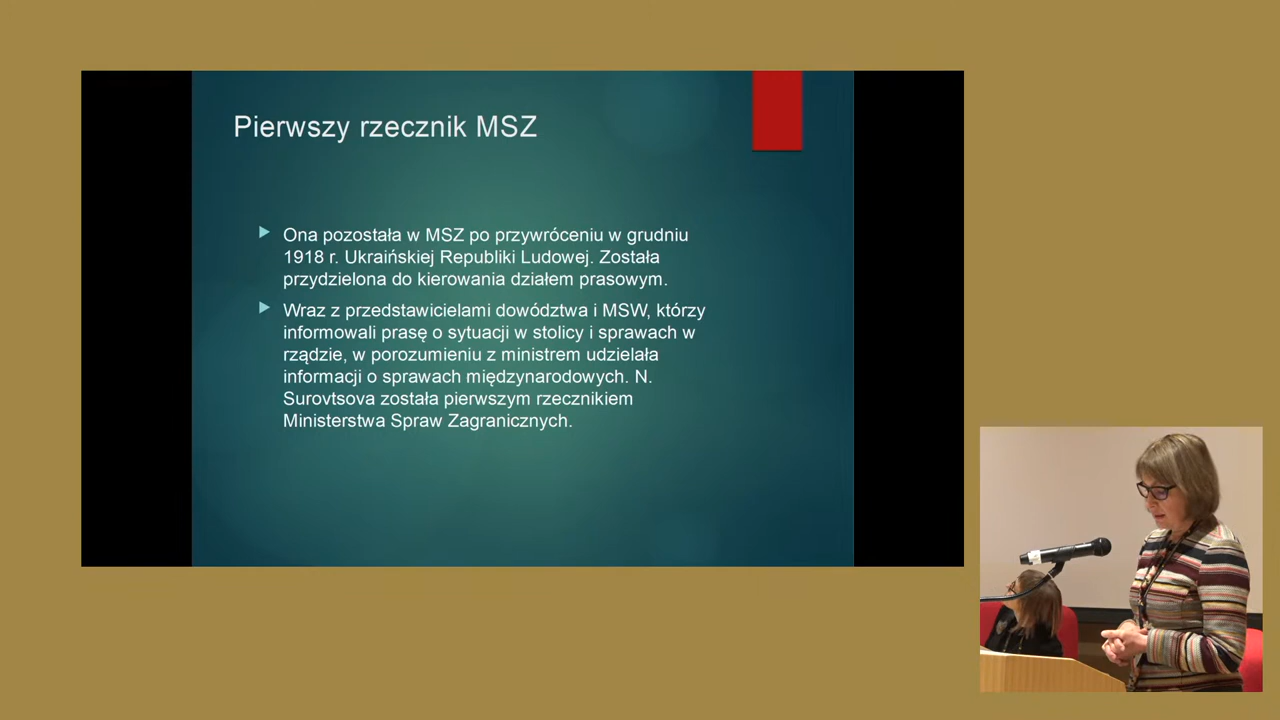 Pierwszy rzecznik MSZ
Ona pozostała w MSZ po przywróceniu w grudniu
1918 r. Ukraińskiej Republiki Ludowej. Została
przydzielona do kierowania działem prasowym.
Wraz z przedstawicielami dowództwa i MSW, którzy
informowali prasę o sytuacji w stolicy i sprawach w
rządzie, w porozumieniu z ministrem udzielała
informacji o sprawach międzynarodowych. N.
Surovtsova została pierwszym rzecznikiem
Ministerstwa Spraw Zagranicznych.